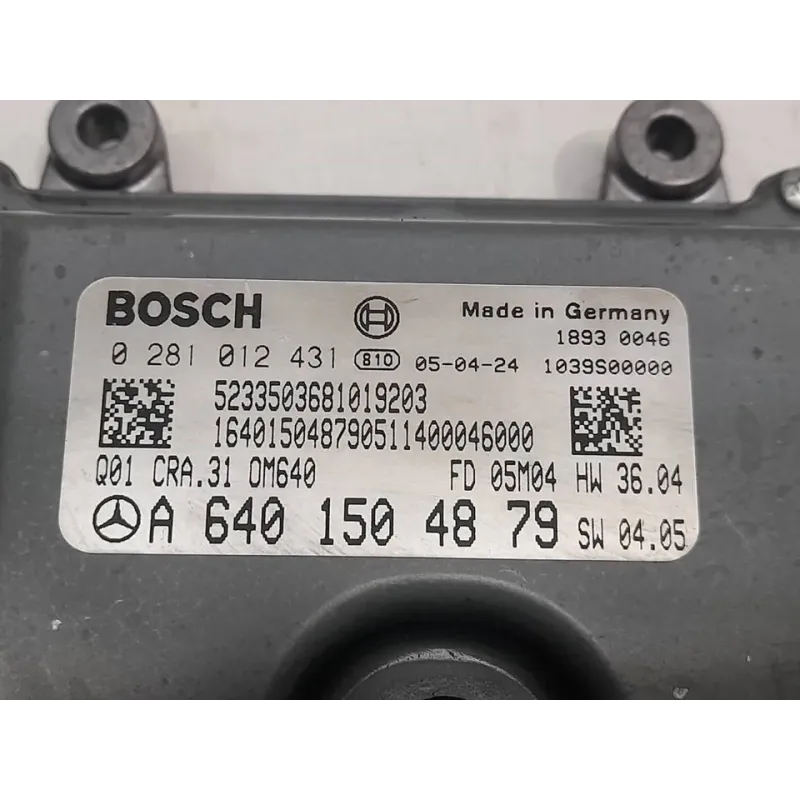 BOSCH Made in Germany
1893 0046
0 281 012 431 810 05-04-24 1039S00000
5233503681019203
164015048790511400046000
Q01 CRA.31 OM640 FD 05M04 HW 36.04
A 640 150 48 79 SW 04.05